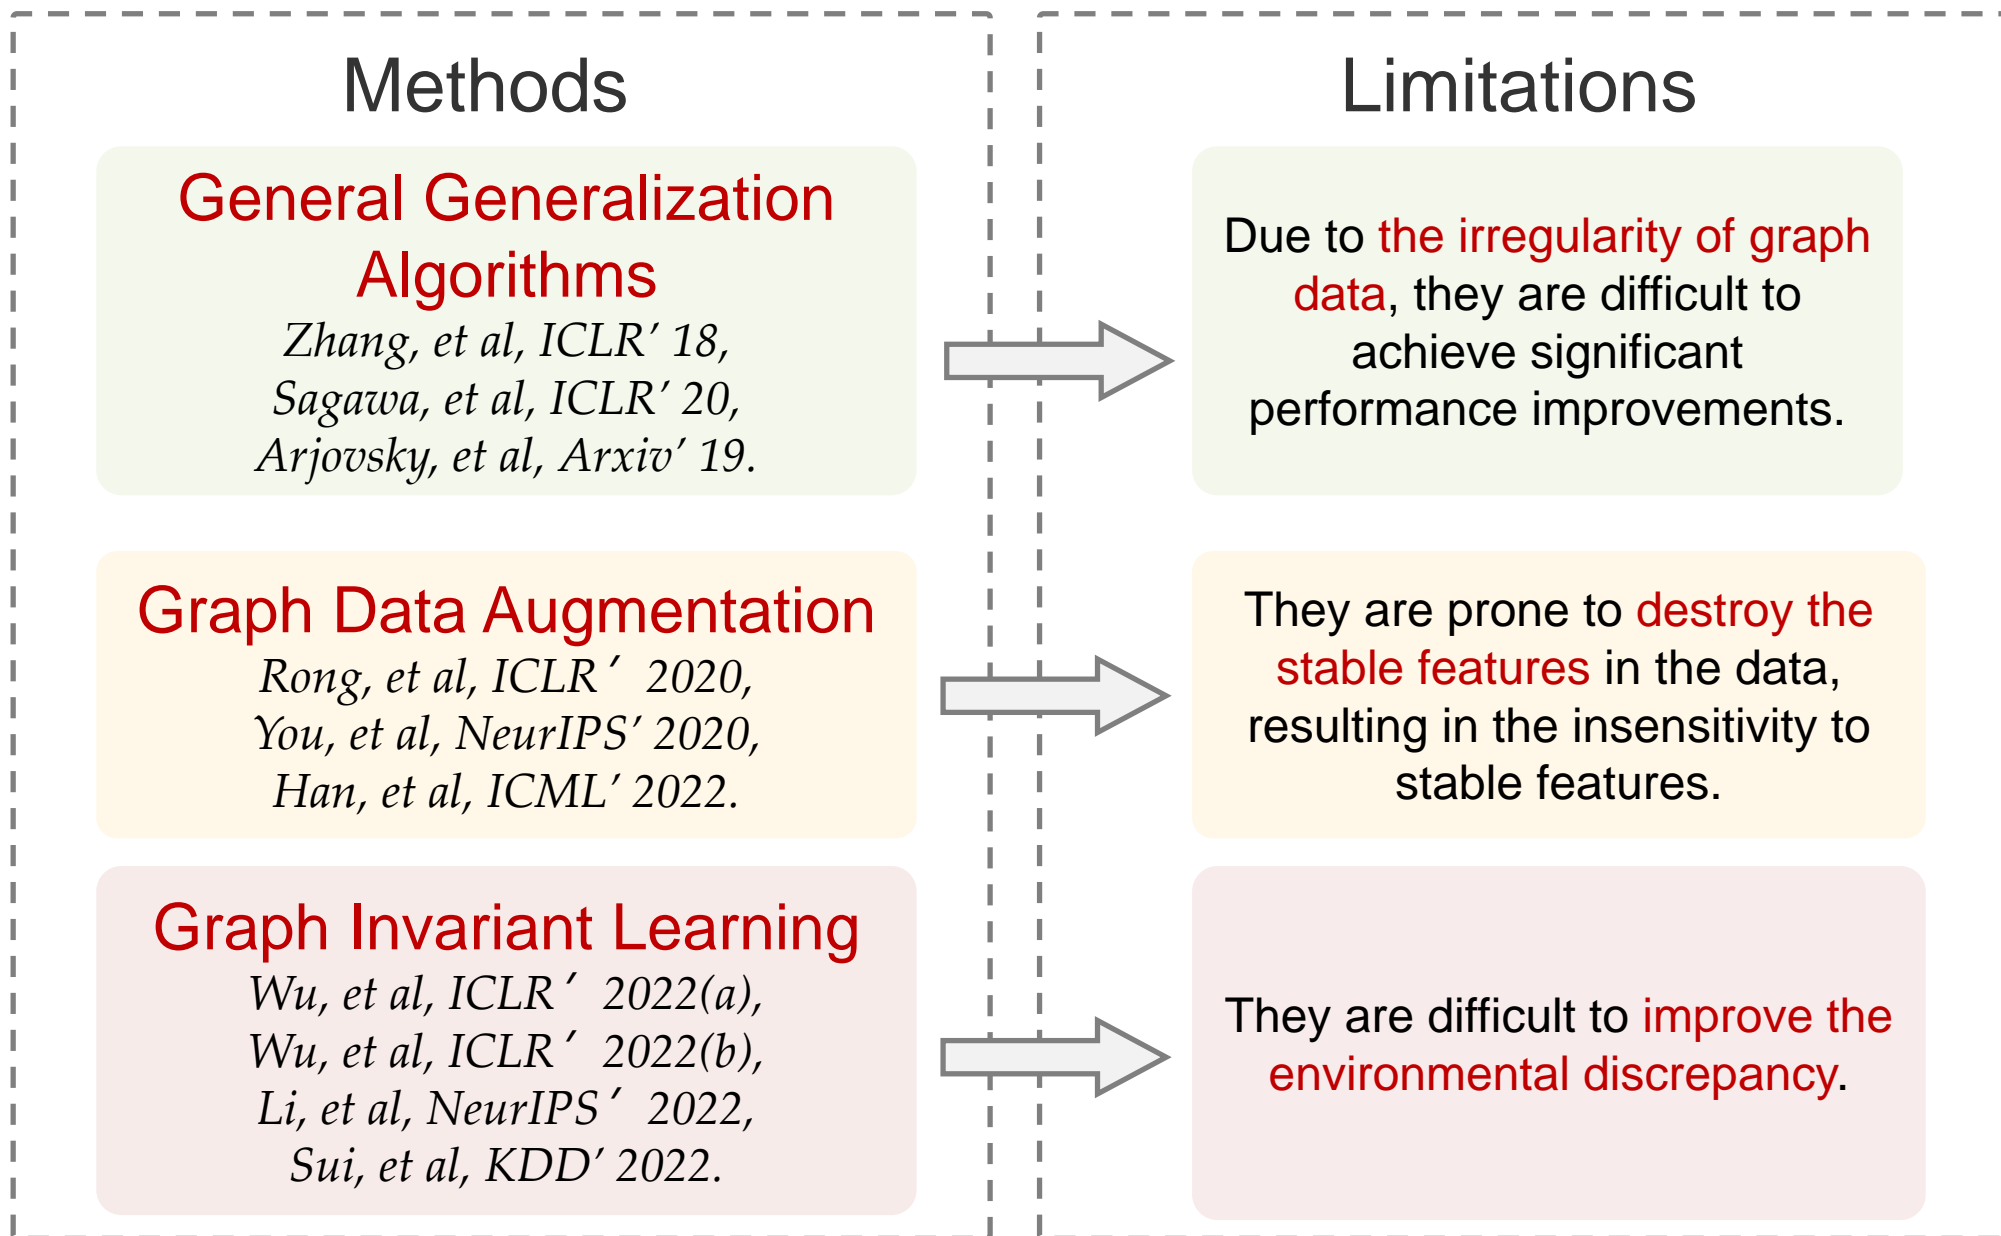 Methods
General Generalization
Algorithms
Zhang, et al, ICLR’ 18,
Sagawa, et al, ICLR’ 20,
Arjovsky, et al, Arxiv’ 19.
Graph Data Augmentation
Rong, et al, ICLR’ 2020,
You, et al, NeurIPS’ 2020,
Han, et al, ICML’ 2022.
Graph Invariant Learning
Wu, et al, ICLR’ 2022(a),
Wu, et al, ICLR’ 2022(b),
Li, et al, NeurIPS’ 2022,
Sui, et al, KDD’ 2022.
Limitations
Due to the irregularity of graph
data, they are difficult to
achieve significant
performance improvements.
They are prone to destroy the
stable features in the data,
resulting in the insensitivity to
stable features.
They are difficult to improve the
environmental discrepancy.